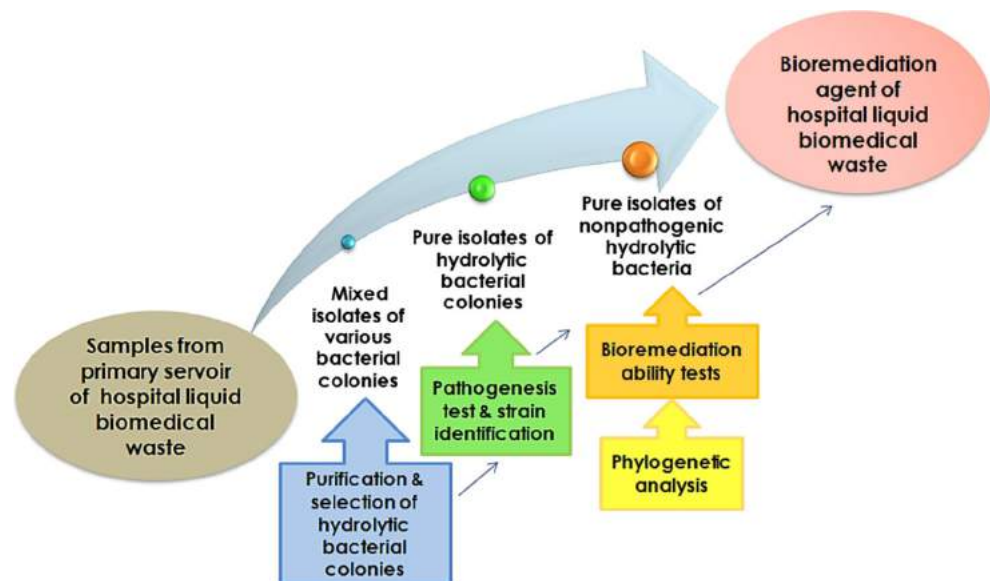 Samples from
primary servoir
of hospital liquid
biomedical
waste
Mixed
isolates of
various
bacterial
colonies
Purification &
selection of
hydrolytic
bacterial
colonies
Pure isolates of
hydrolytic
bacterial
colonies
Pathogenesis
test & strain
identification
Pure isolates of
nonpathogenic
hydrolytic
bacteria
Bioremediation
ability tests
Phylogenetic
analysis
Bioremediation
agent of
hospital liquid
biomedical
waste